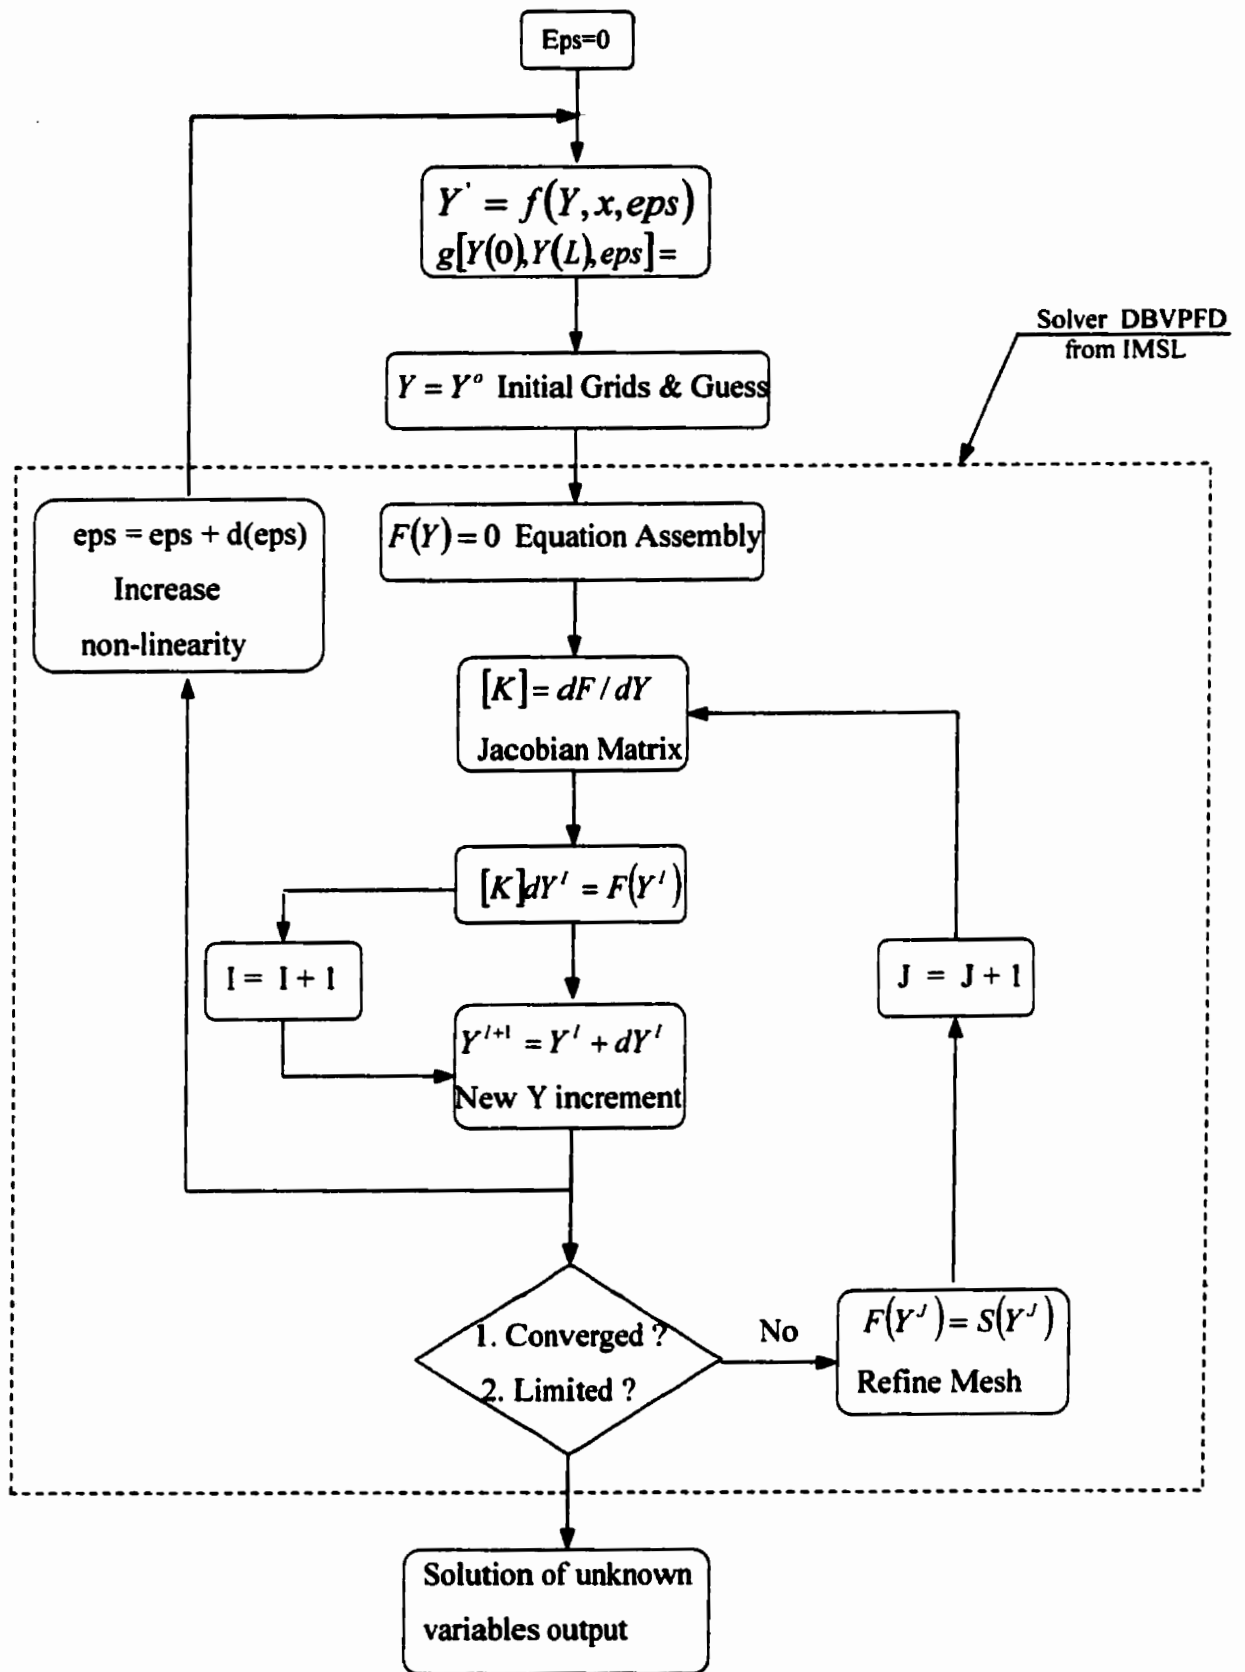 Eps=0
Y' = f(Y, x, eps)
g[Y(0), Y(L), eps] =
Solver DBVPFD
from IMSL
Y = Y° Initial Grids & Guess
eps = eps + d(eps)
Increase
non-linearity
F(Y) = 0 Equation Assembly
[K] = dF / dY
Jacobian Matrix
[K]dY^I = F(Y^I)
I = I + 1
J = J + 1
Y^{I+1} = Y^I + dY^I
New Y increment
1. Converged ?
2. Limited ?
No
F(Y^J) = S(Y^J)
Refine Mesh
Solution of unknown
variables output